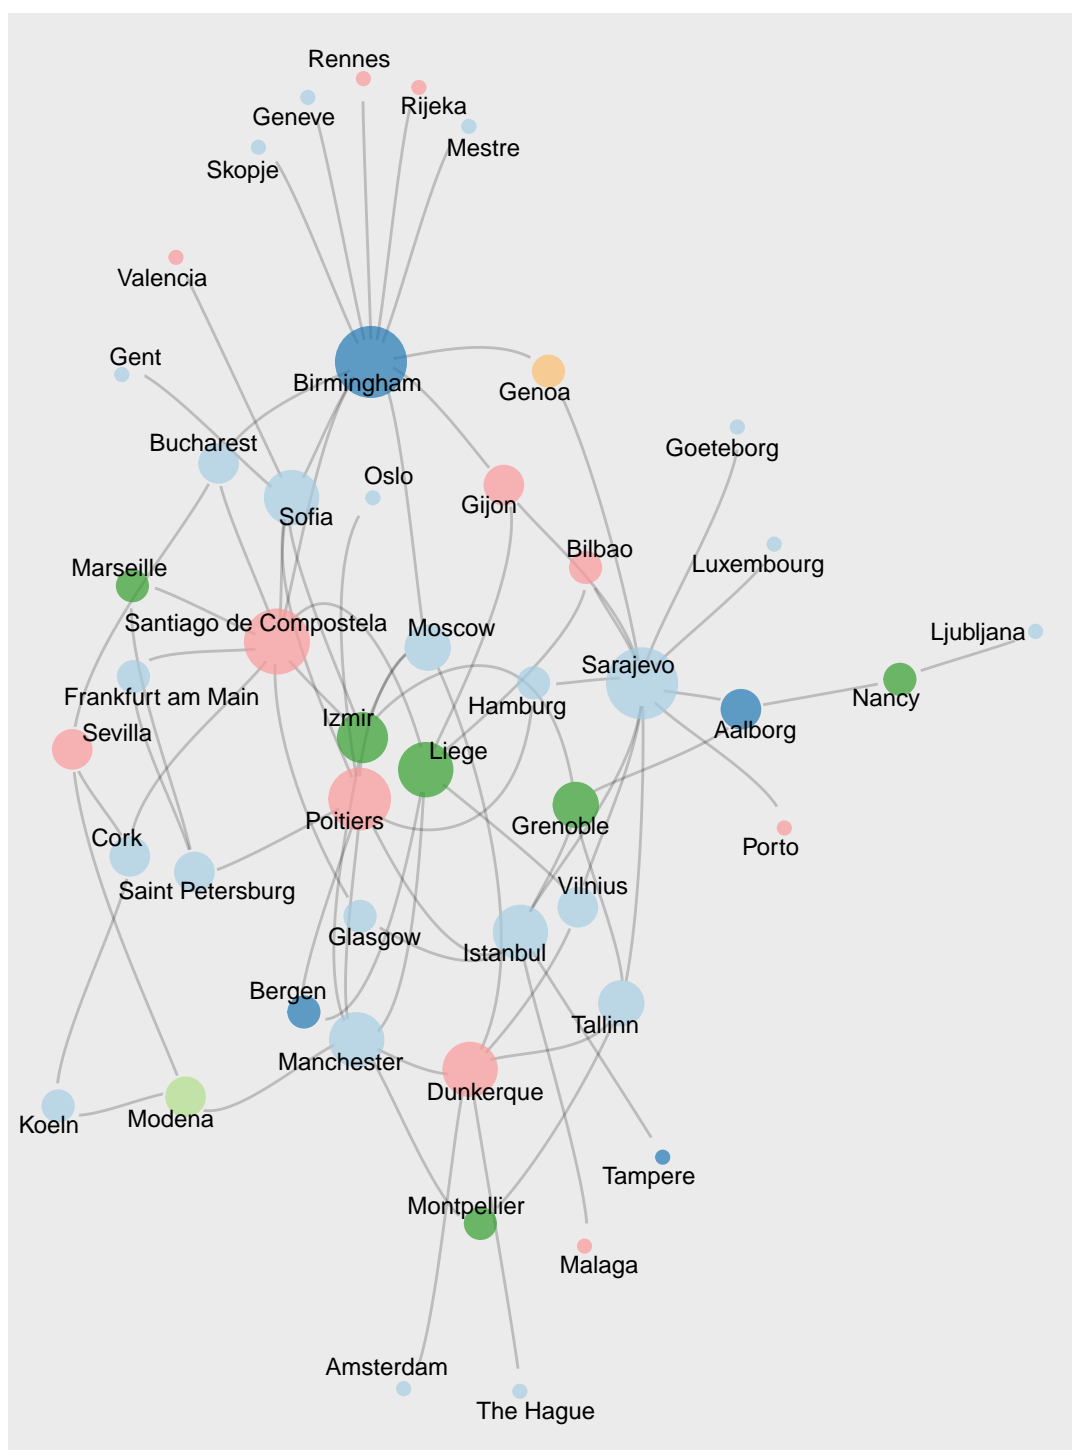 Rennes
Geneve
Rijeka
Skopje
Mestre
Valencia
Gent
Birmingham
Genoa
Bucharest
Goeteborg
Oslo
Sofia
Gijon
Bilbao
Marseille
Luxembourg
Santiago de Compostela
Moscow
Ljubljana
Sarajevo
Frankfurt am Main
Hamburg
Nancy
Izmir
Aalborg
Sevilla
Liege
Poitiers
Grenoble
Cork
Porto
Saint Petersburg
Vilnius
Glasgow
Istanbul
Bergen
Tallinn
Manchester
Dunkerque
Koeln
Modena
Tampere
Montpellier
Malaga
Amsterdam
The Hague